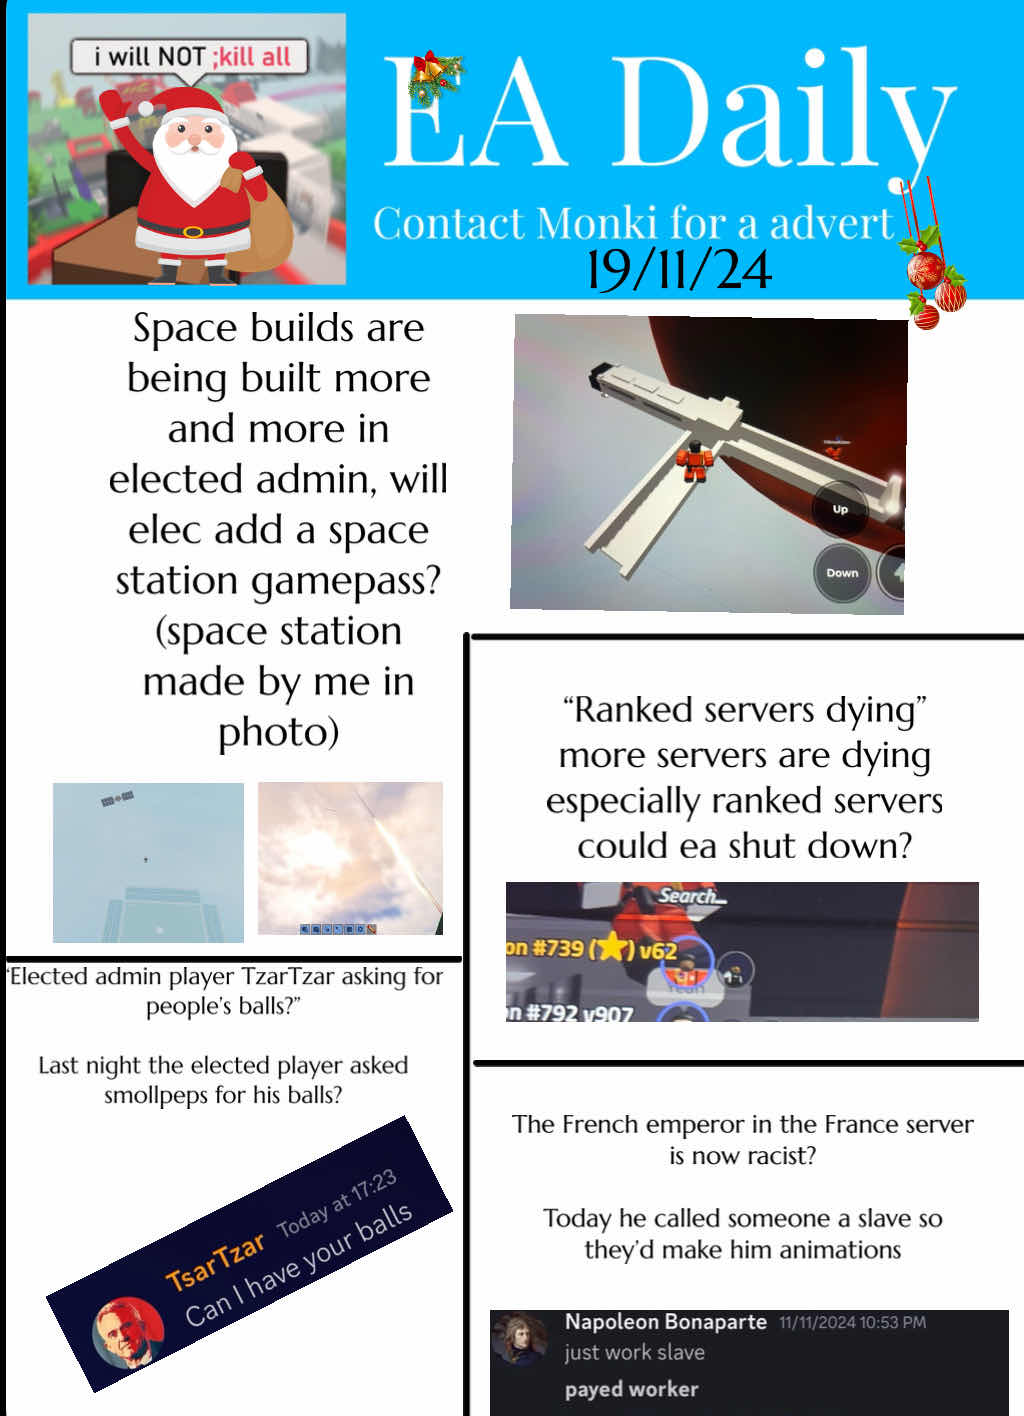 i will NOT ;kill all
EA Daily
Contact Monki for a advert
19/11/24
Space builds are
being built more
and more in
elected admin, will
elec add a space
station gamepass?
(space station
made by me in
photo)
Up
Down
“Ranked servers dying”
more servers are dying
especially ranked servers
could ea shut down?
Search...
on #739 (⭐) v62
Yeah
n #792 v907
‘Elected admin player TzarTzar asking for
people’s balls?”
Last night the elected player asked
smollpeps for his balls?
TsarTzar Today at 17:23
Can I have your balls
The French emperor in the France server
is now racist?
Today he called someone a slave so
they’d make him animations
Napoleon Bonaparte 11/11/2024 10:53 PM
just work slave
payed worker